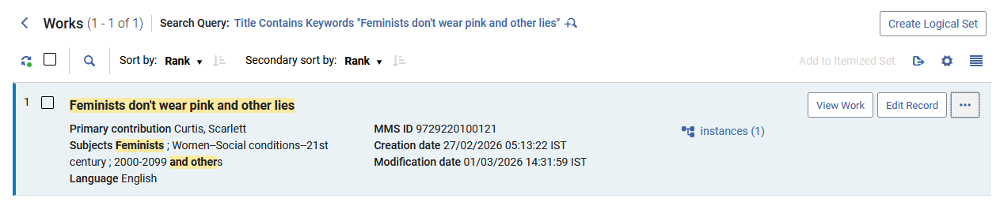 Works (1 - 1 of 1) Search Query: Title Contains Keywords "Feminists don't wear pink and other lies" Create Logical Set
Sort by: Rank Secondary sort by: Rank Add to Itemized Set
1 Feminists don't wear pink and other lies View Work Edit Record ...
Primary contribution Curtis, Scarlett MMS ID 9729220100121 instances (1)
Subjects Feminists ; Women--Social conditions--21st Creation date 27/02/2026 05:13:22 IST
century ; 2000-2099 and others Modification date 01/03/2026 14:31:59 IST
Language English